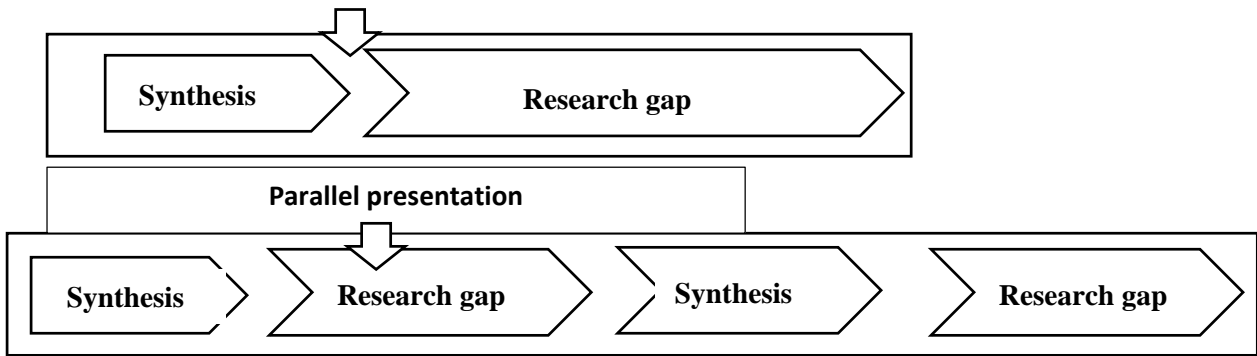 Synthesis Research gap
Parallel presentation
Synthesis Research gap Synthesis Research gap